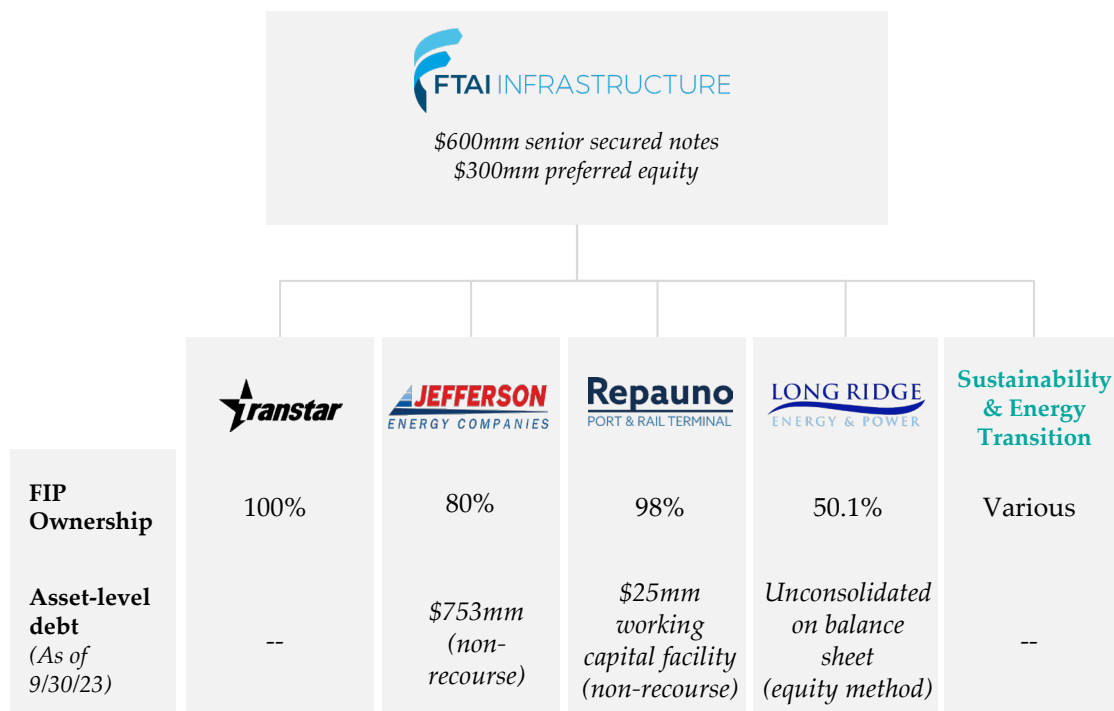 FTAI INFRASTRUCTURE
$600mm senior secured notes
$300mm preferred equity
Transtar
JEFFERSON
ENERGY COMPANIES
Repauno
PORT & RAIL TERMINAL
LONG RIDGE
ENERGY & POWER
Sustainability
& Energy
Transition
FIP
Ownership
100%
80%
98%
50.1%
Various
Asset-level
debt
(As of
9/30/23)
--
$753mm
(non-
recourse)
$25mm
working
capital facility
(non-recourse)
Unconsolidated
on balance
sheet
(equity method)
--